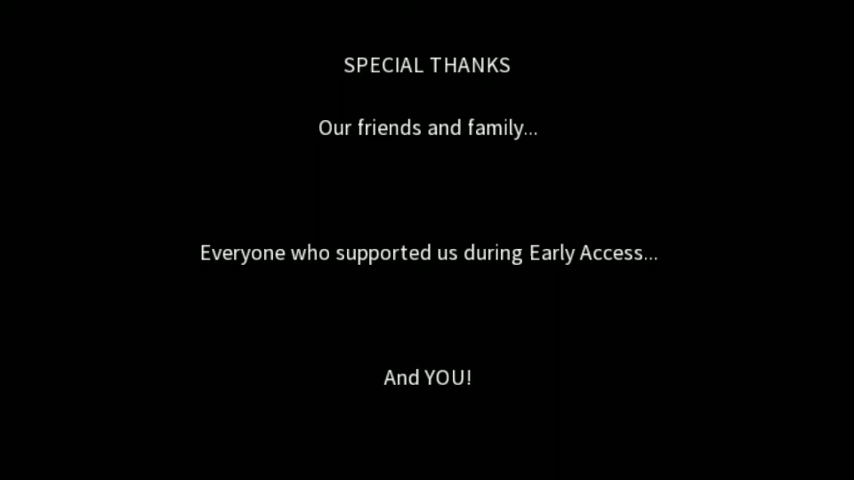 SPECIAL THANKS
Our friends and family...
Everyone who supported us during Early Access...
And YOU!